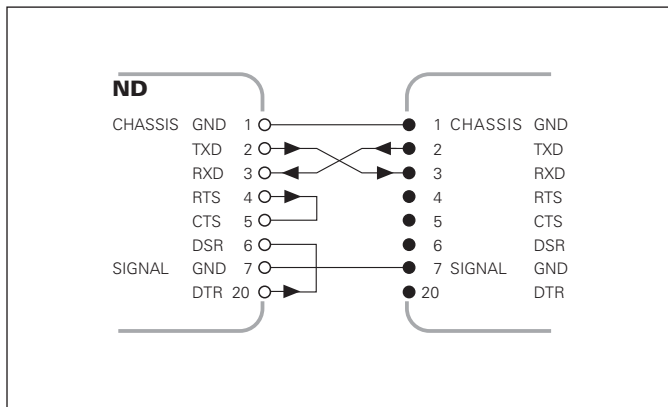 ND
CHASSIS GND 1 1 CHASSIS GND
TXD 2 2 TXD
RXD 3 3 RXD
RTS 4 4 RTS
CTS 5 5 CTS
DSR 6 6 DSR
SIGNAL GND 7 7 SIGNAL GND
DTR 20 20 DTR